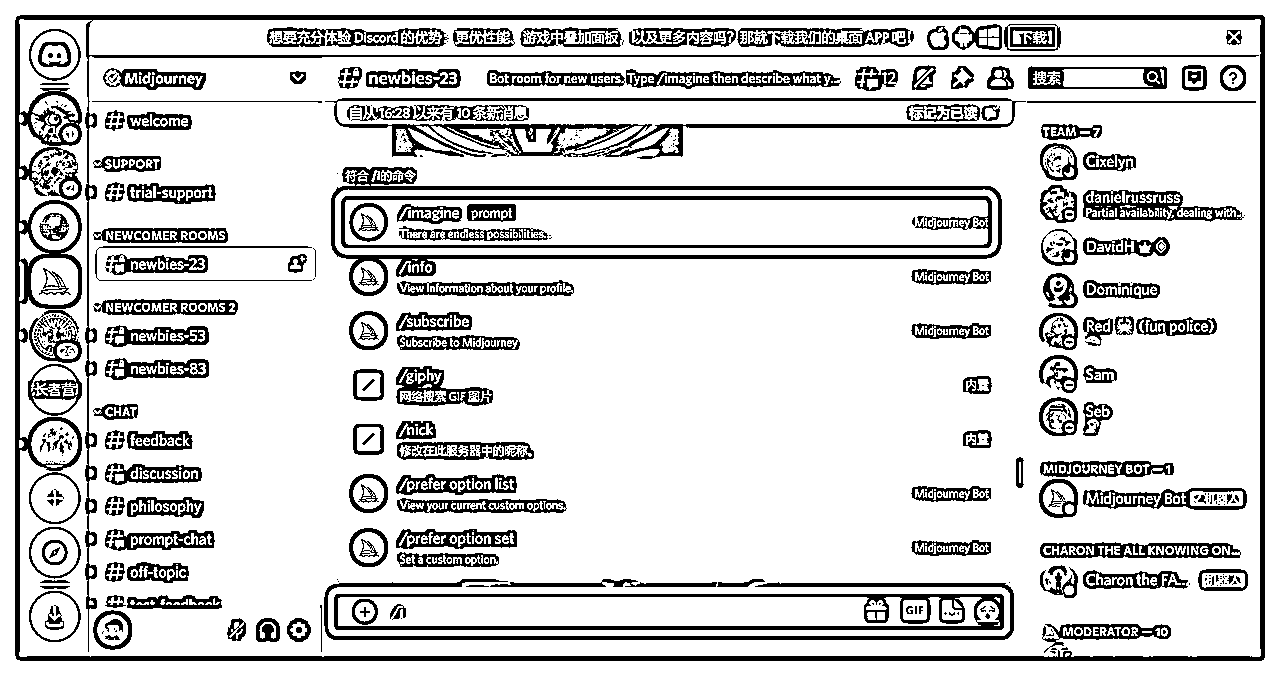 想要充分体验 Discord 的优势？更优性能，游戏中叠加面板，以及更多内容吗？那就下载我们的桌面 APP 吧！ 下载
Midjourney
newbies-23 Bot room for new users. Type /imagine then describe what y... 12 搜索
自从 16:28 以来有 10 条新消息 标记为已读
welcome
SUPPORT
trial-support
NEWCOMER ROOMS
newbies-23
NEWCOMER ROOMS 2
newbies-53
newbies-83
CHAT
feedback
discussion
philosophy
prompt-chat
off-topic
text-feedback
长者营
符合 /i的命令
/imagine prompt
There are endless possibilities...
Midjourney Bot
/info
View information about your profile.
Midjourney Bot
/subscribe
Subscribe to Midjourney
Midjourney Bot
/giphy
网络搜索 GIF 图片
内置
/nick
修改在此服务器中的昵称。
内置
/prefer option list
View your current custom options.
Midjourney Bot
/prefer option set
Set a custom option.
Midjourney Bot
GIF
TEAM — 7
Cixelyn
danielrussruss
Partial availability, dealing with...
DavidH
Dominique
Red (fun police)
Sam
Seb
MIDJOURNEY BOT — 1
Midjourney Bot 机器人
CHARON THE ALL KNOWING ON...
Charon the FA... 机器人
MODERATOR — 10